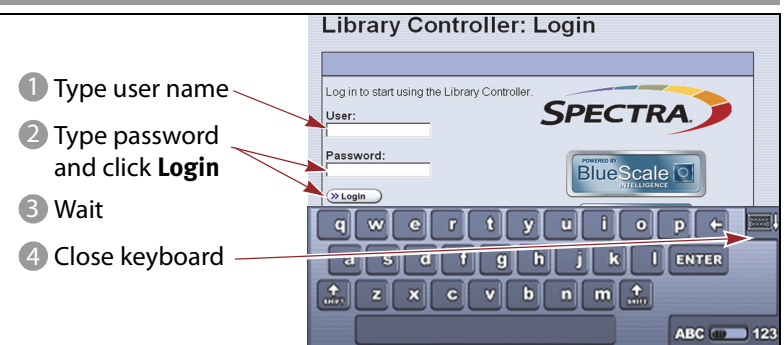 Library Controller: Login
Log in to start using the Library Controller.
User:
Password:
» Login
SPECTRA
POWERED BY
BlueScale
INTELLIGENCE
1 Type user name
2 Type password
and click Login
3 Wait
4 Close keyboard
q w e r t y u i o p
a s d f g h j k l ENTER
SHIFT z x c v b n m SHIFT
ABC 123